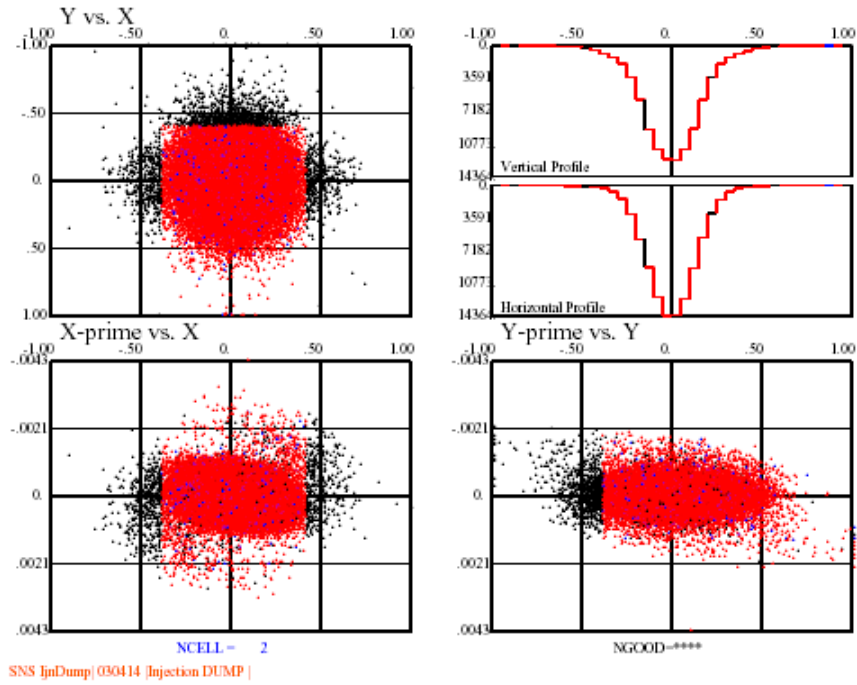 Y vs. X
-1.00 -.50 0. .50 1.00
-.50
0.
.50
1.00
-1.00 -.50 0. .50 1.00
0.
3591
7182
10773
14364
Vertical Profile
0.
3591
7182
10773
14364
Horizontal Profile
X-prime vs. X
-1.00 -.50 0. .50 1.00
-.0043
-.0021
0.
.0021
.0043
Y-prime vs. Y
-1.00 -.50 0. .50 1.00
-.0043
-.0021
0.
.0021
.0043
NCELL = 2
NGOOD=****
SNS IjnDump| 030414 |Injection DUMP |